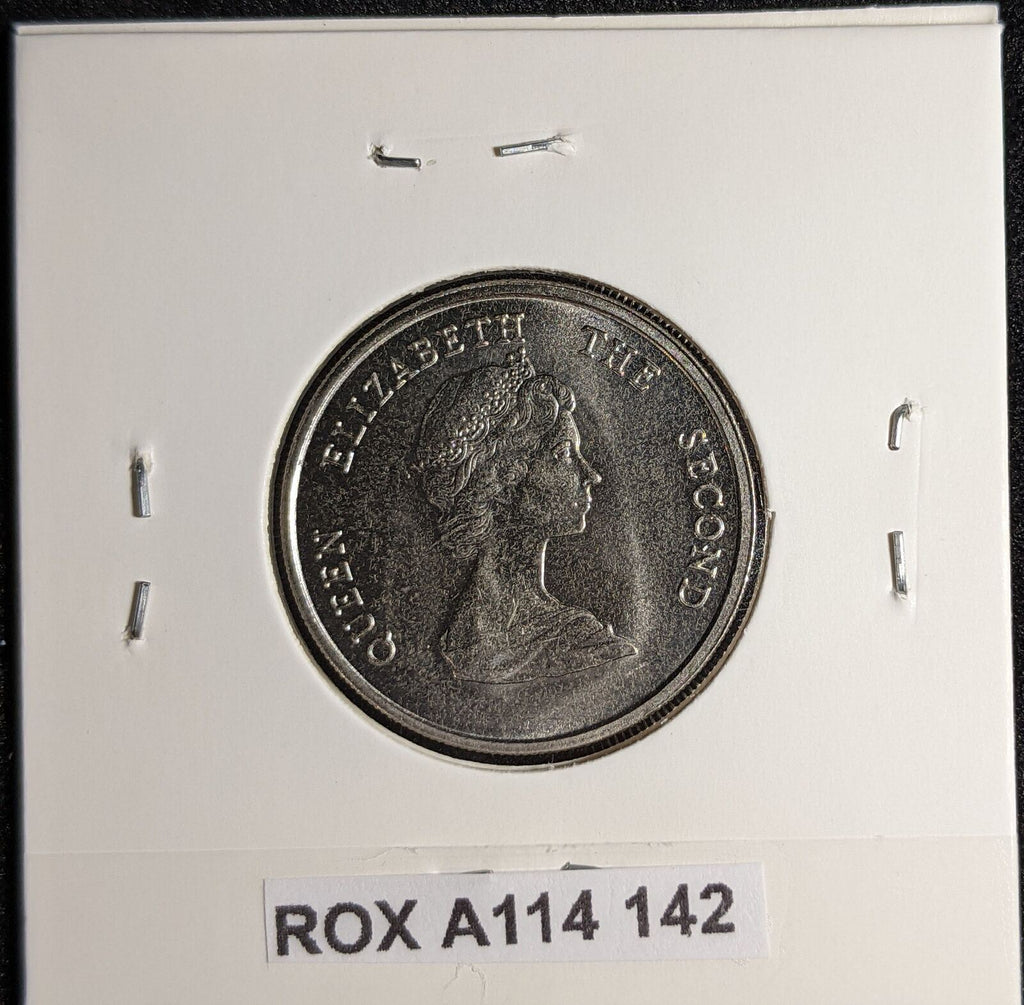 QUEEN ELIZABETH THE SECOND
ROX A114 142